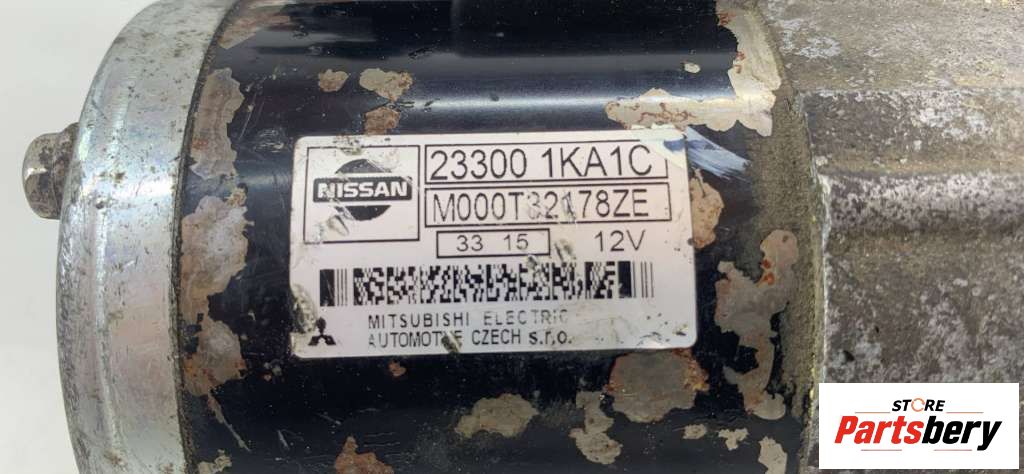 NISSAN
23300 1KA1C
M000T32178ZE
33 15 12V
MITSUBISHI ELECTRIC
AUTOMOTIVE CZECH s.r.o.
STORE
Partsbery